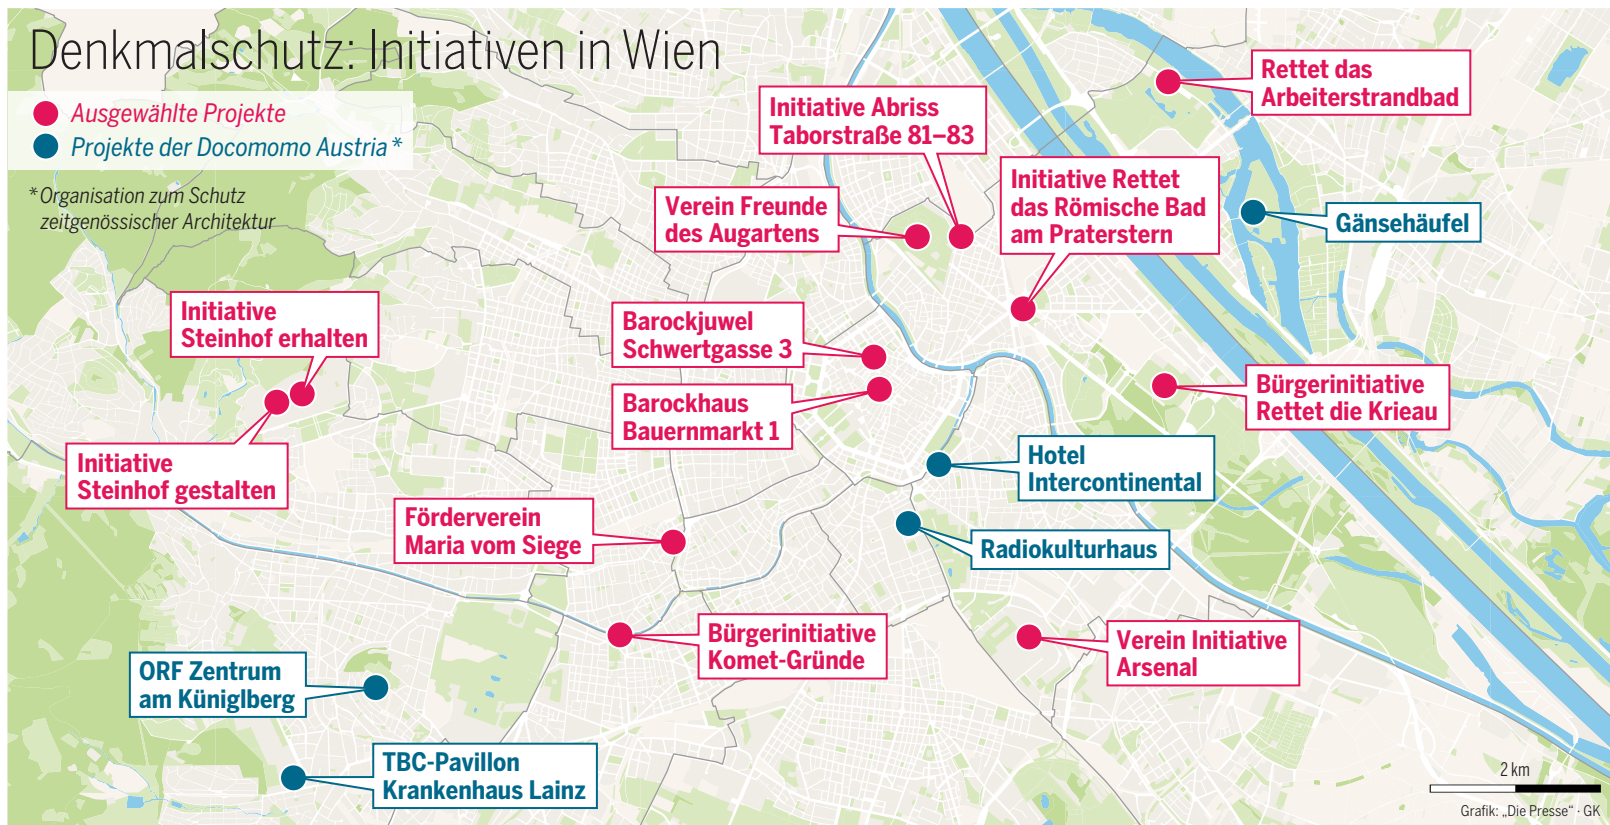 Denkmalschutz: Initiativen in Wien
Ausgewählte Projekte
Projekte der Docomomo Austria*
*Organisation zum Schutz
zeitgenössischer Architektur
Rettet das
Arbeiterstrandbad
Initiative Abriss
Taborstraße 81–83
Initiative Rettet
das Römische Bad
am Praterstern
Verein Freunde
des Augartens
Gänsehäufel
Initiative
Steinhof erhalten
Barockjuwel
Schwertgasse 3
Barockhaus
Bauernmarkt 1
Bürgerinitiative
Rettet die Krieau
Initiative
Steinhof gestalten
Hotel
Intercontinental
Förderverein
Maria vom Siege
Radiokulturhaus
Bürgerinitiative
Komet-Gründe
Verein Initiative
Arsenal
ORF Zentrum
am Küniglberg
TBC-Pavillon
Krankenhaus Lainz
2 km
Grafik: „Die Presse“ · GK